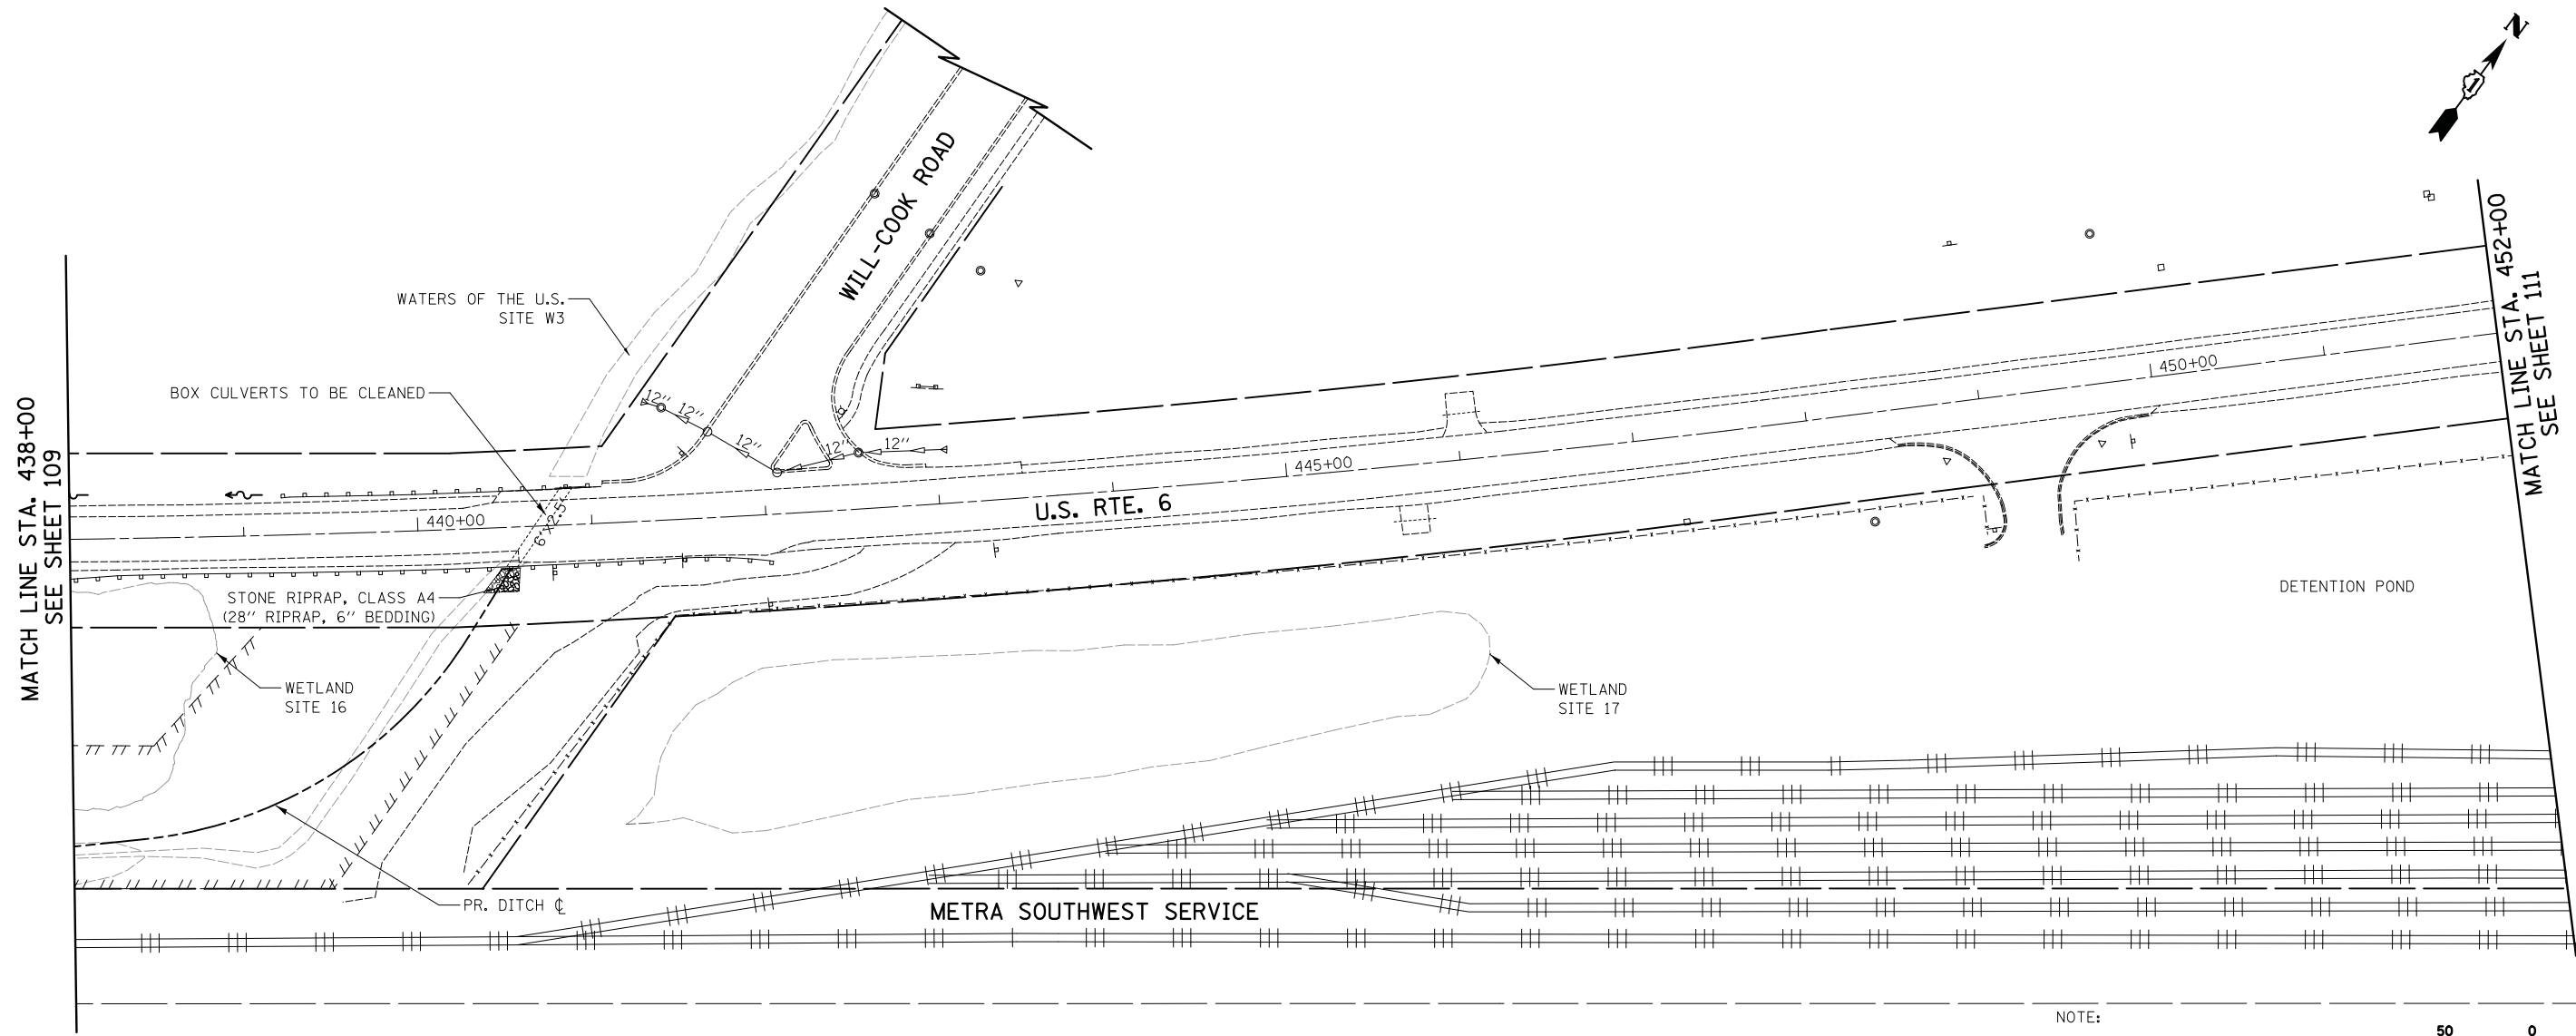 N
1
WILL-COOK ROAD
WATERS OF THE U.S.
SITE W3
BOX CULVERTS TO BE CLEANED
MATCH LINE STA. 438+00
SEE SHEET 109
12"
12"
12"
12'
12"
440+00
6'X2.5'
445+00
450+00
U.S. RTE. 6
MATCH LINE STA. 452+00
SEE SHEET 111
STONE RIPRAP, CLASS A4
(28" RIPRAP, 6" BEDDING)
DETENTION POND
WETLAND
SITE 16
WETLAND
SITE 17
PR. DITCH ℄
METRA SOUTHWEST SERVICE
NOTE:
50 0